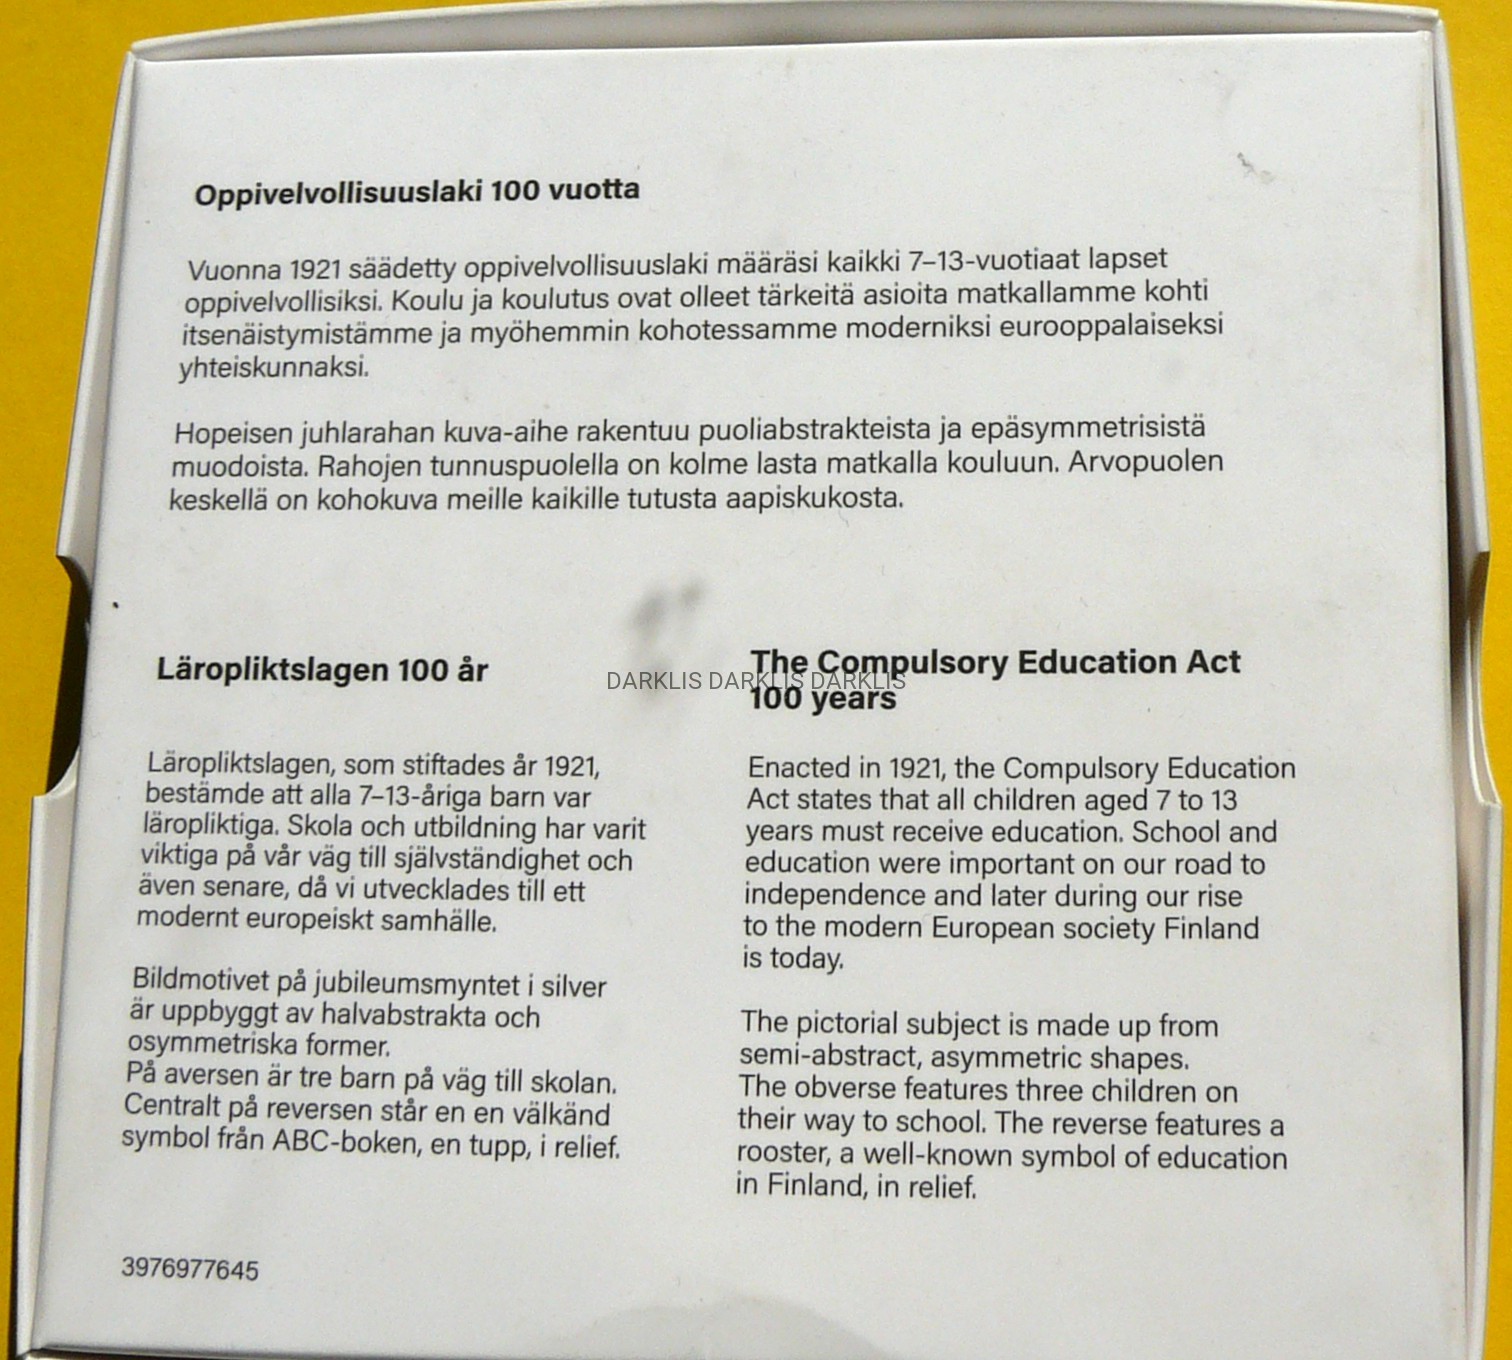 Oppivelvollisuuslaki 100 vuotta
Vuonna 1921 säädetty oppivelvollisuuslaki määräsi kaikki 7–13-vuotiaat lapset
oppivelvollisiksi. Koulu ja koulutus ovat olleet tärkeitä asioita matkallamme kohti
itsenäistymistämme ja myöhemmin kohotessamme moderniksi eurooppalaiseksi
yhteiskunnaksi.
Hopeisen juhlarahan kuva-aihe rakentuu puoliabstrakteista ja epäsymmetrisistä
muodoista. Rahojen tunnuspuolella on kolme lasta matkalla kouluun. Arvopuolen
keskellä on kohokuva meille kaikille tutusta aapiskukosta.
Läropliktslagen 100 år
Läropliktslagen, som stiftades år 1921,
bestämde att alla 7–13-åriga barn var
läropliktiga. Skola och utbildning har varit
viktiga på vår väg till självständighet och
även senare, då vi utvecklades till ett
modernt europeiskt samhälle.
Bildmotivet på jubileumsmyntet i silver
är uppbyggt av halvabstrakta och
osymmetriska former.
På aversen är tre barn på väg till skolan.
Centralt på reversen står en en välkänd
symbol från ABC-boken, en tupp, i relief.
The Compulsory Education Act
100 years
Enacted in 1921, the Compulsory Education
Act states that all children aged 7 to 13
years must receive education. School and
education were important on our road to
independence and later during our rise
to the modern European society Finland
is today.
The pictorial subject is made up from
semi-abstract, asymmetric shapes.
The obverse features three children on
their way to school. The reverse features a
rooster, a well-known symbol of education
in Finland, in relief.
3976977645
DARKLIS DARKLIS DARKLIS